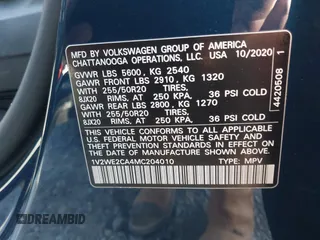 MFD. BY VOLKSWAGEN GROUP OF AMERICA
CHATTANOOGA OPERATIONS, LLC. USA 10/2020
GVWR LBS 5600, KG 2540
GAWR FRONT LBS 2910, KG 1320
WITH 255/50R20 TIRES,
8JX20 RIMS, AT 250 KPA. 36 PSI COLD
GAWR REAR LBS 2800, KG 1270
WITH 255/50R20 TIRES,
8JX20 RIMS, AT 250 KPA. 36 PSI COLD
THIS VEHICLE CONFORMS TO ALL
APPLICABLE FEDERAL MOTOR VEHICLE
SAFETY AND THEFT PREVENTION
STANDARDS IN EFFECT ON THE DATE
OF MANUFACTURE SHOWN ABOVE.
1V2WE2CA4MC204010 TYPE: MPV
4420508 1
DREAMBID